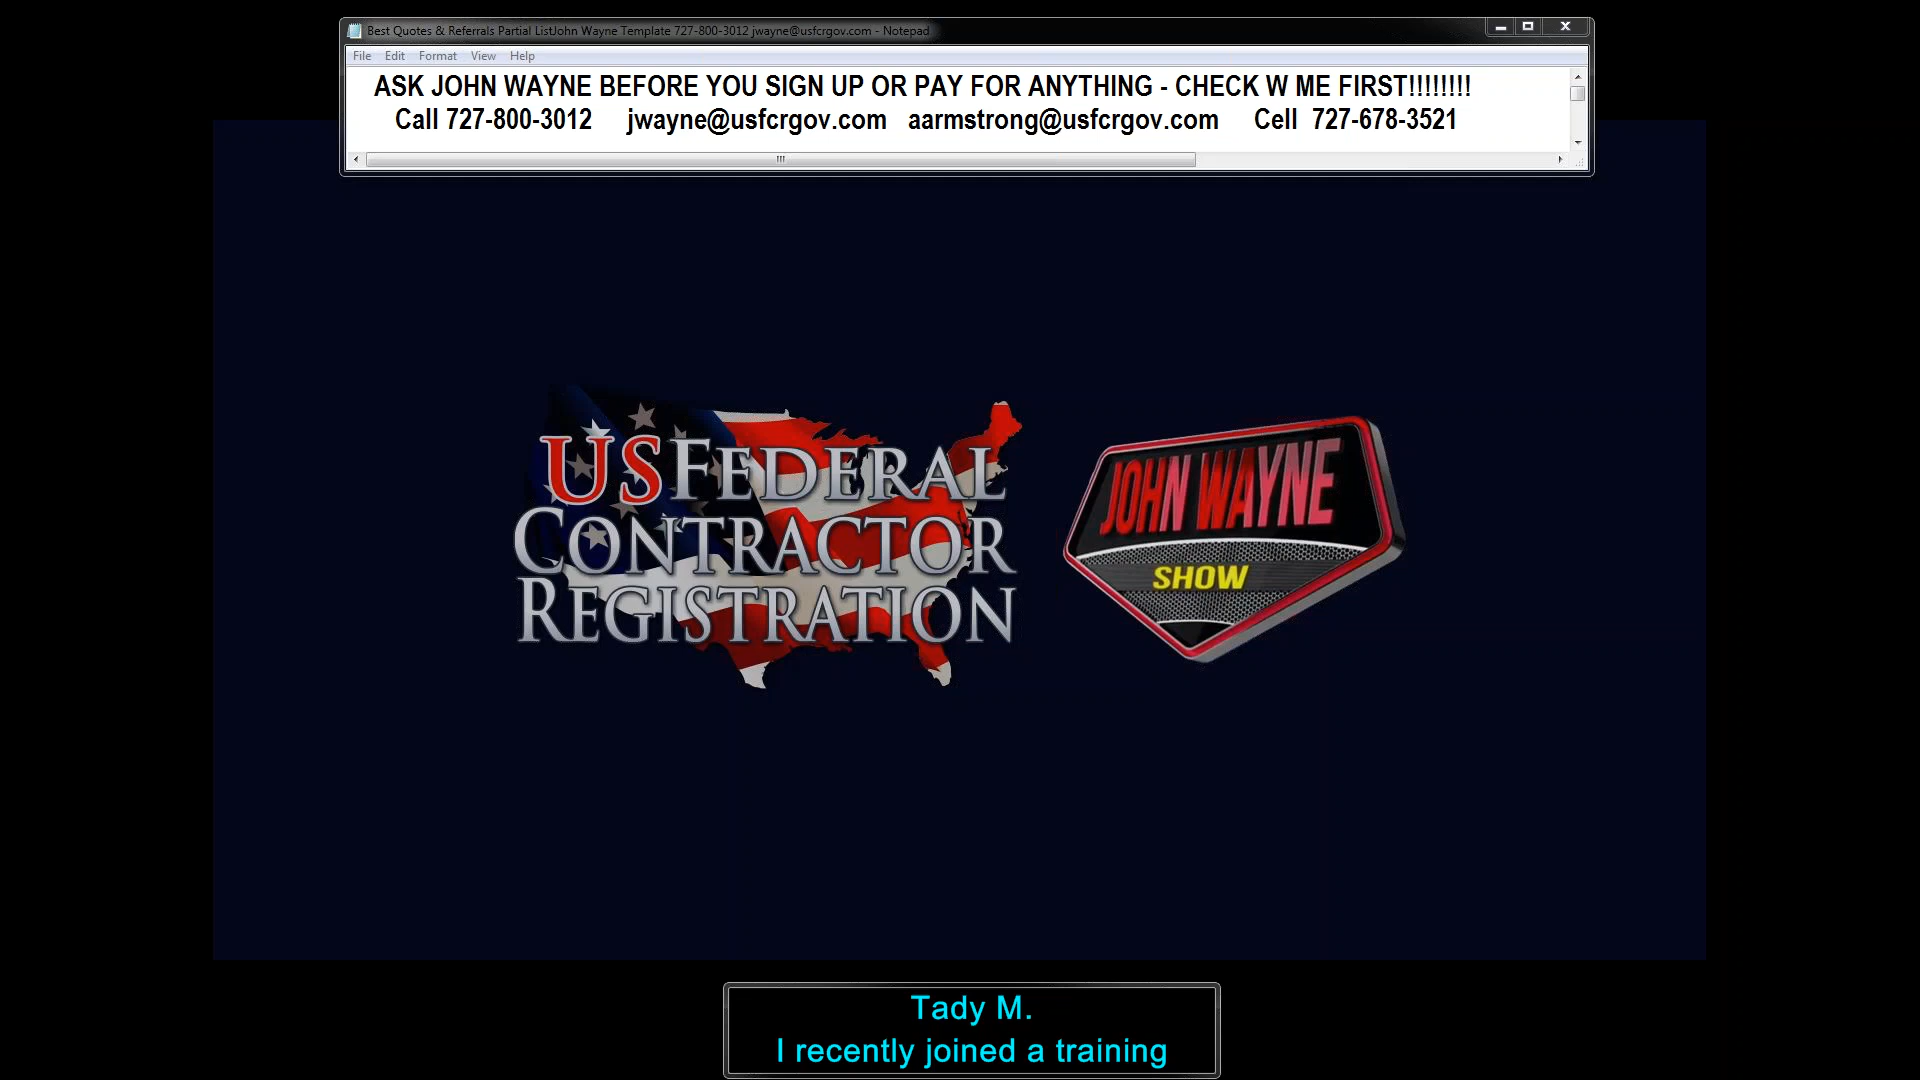 Best Quotes & Referrals Partial ListJohn Wayne Template 727-800-3012 jwayne@usfcrgov.com - Notepad
File Edit Format View Help
ASK JOHN WAYNE BEFORE YOU SIGN UP OR PAY FOR ANYTHING - CHECK W ME FIRST!!!!!!!!
Call 727-800-3012 jwayne@usfcrgov.com aarmstrong@usfcrgov.com Cell 727-678-3521
US FEDERAL
CONTRACTOR
REGISTRATION
JOHN WAYNE
SHOW
Tady M.
I recently joined a training